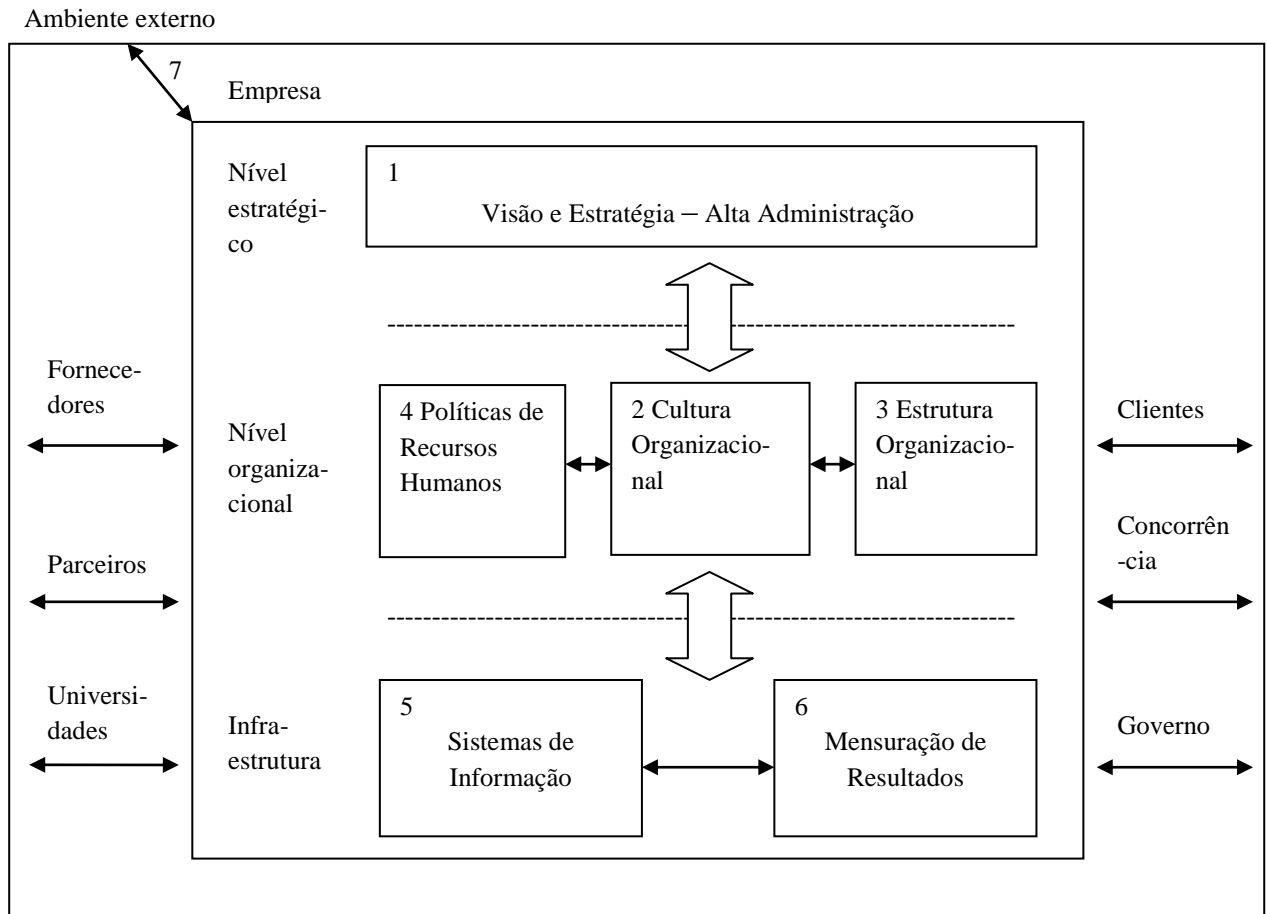 Ambiente externo
7
Empresa
Nível
estratégi-
co
1
Visão e Estratégia – Alta Administração
Fornece-
dores
Parceiros
Universi-
dades
Nível
organiza-
cional
4 Políticas de
Recursos
Humanos
2 Cultura
Organizacio-
nal
3 Estrutura
Organizacio-
nal
Clientes
Concorrên
-cia
Governo
Infra-
estrutura
5
Sistemas de
Informação
6
Mensuração de
Resultados